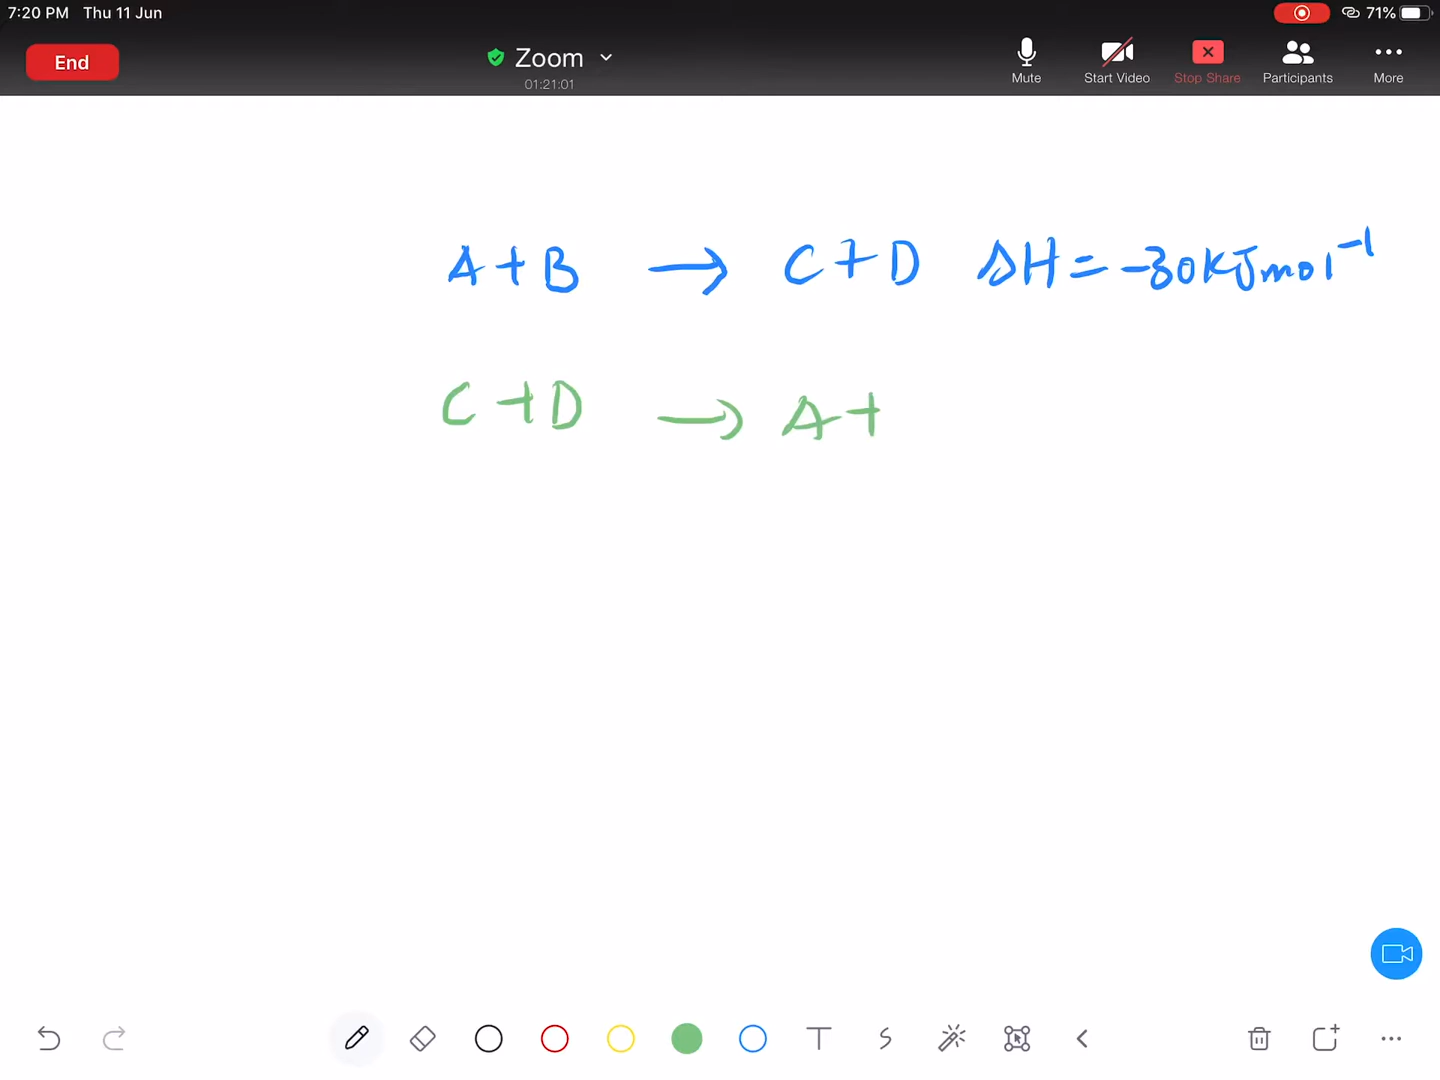 7:20 PM Thu 11 Jun
71%
End
Zoom
01:21:01
Mute
Start Video
Stop Share
Participants
More
A + B → C + D ΔH = -30 KJ mol⁻¹
C + D → A +
T